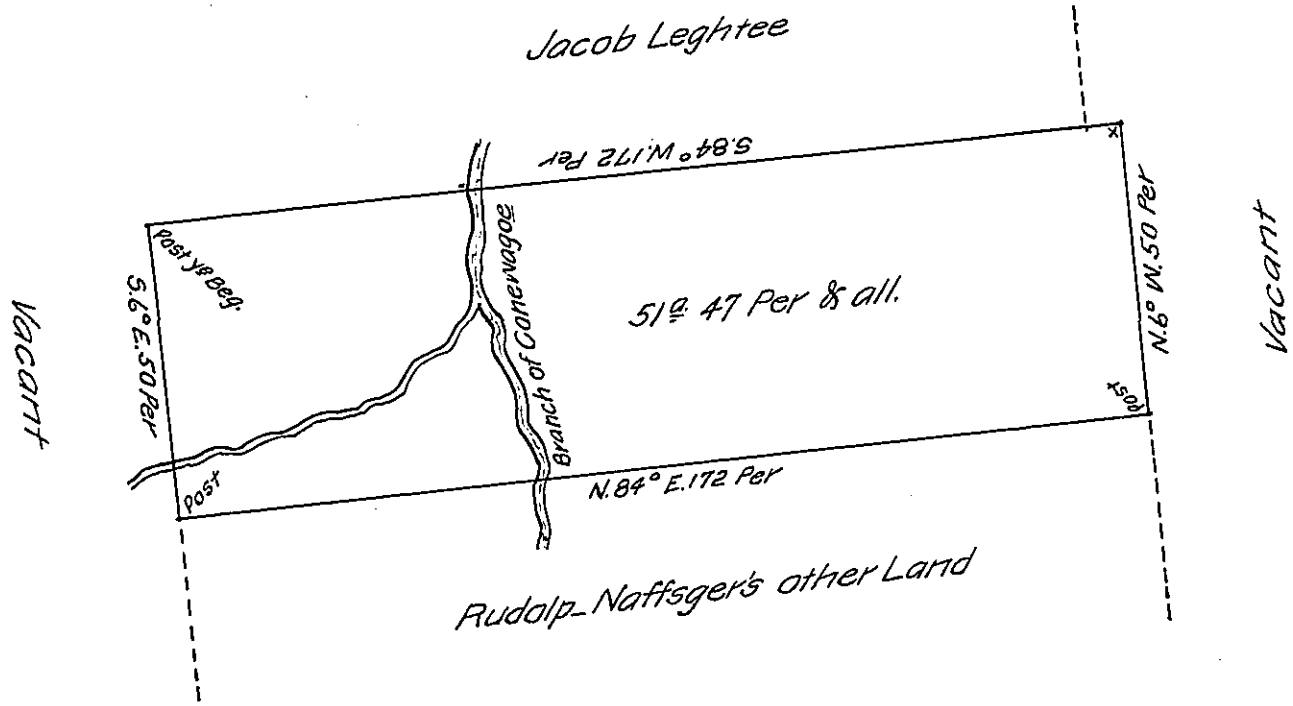 Jacob Leghtee
S.84° W.172 Per
Post ye Beg.
x
S.6° E.50 Per
Branch of Conewagoe
51a 47 Per & all.
N.6° W.50 Per
Vacant
Vacant
Post
Post
N.84° E.172 Per
Rudolp_Naffsger's other Land